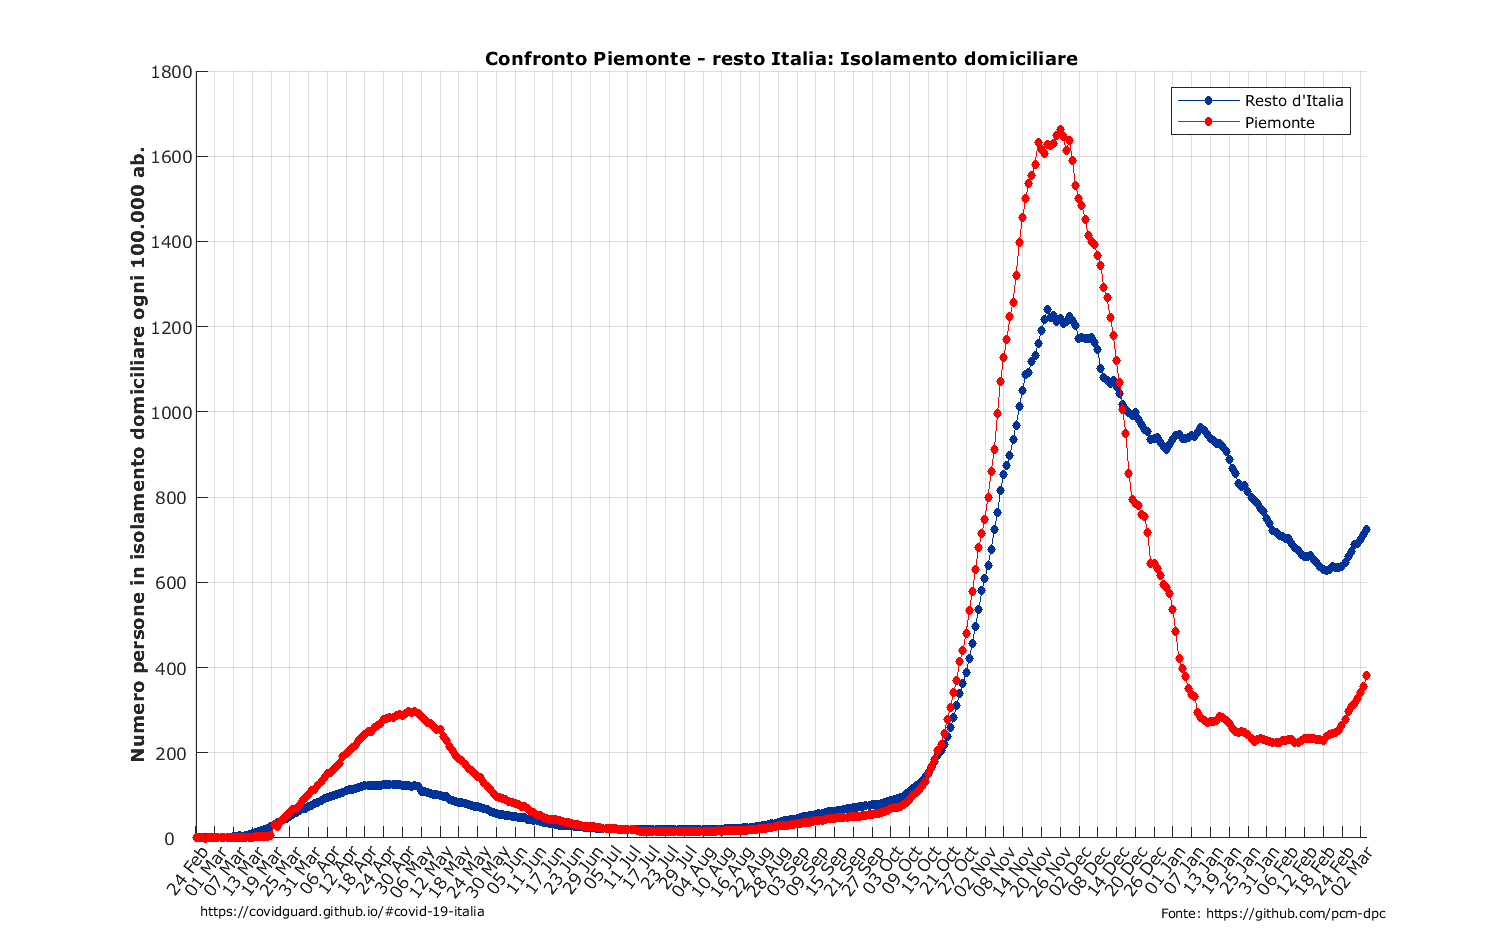 Confronto Piemonte - resto Italia: Isolamento domiciliare
Numero persone in isolamento domiciliare ogni 100.000 ab.
1800
1600
1400
1200
1000
800
600
400
200
0
Resto d'Italia
Piemonte
24 Feb
01 Mar
07 Mar
13 Mar
19 Mar
25 Mar
31 Mar
06 Apr
12 Apr
18 Apr
24 Apr
30 Apr
06 May
12 May
18 May
24 May
30 May
05 Jun
11 Jun
17 Jun
23 Jun
29 Jun
05 Jul
11 Jul
17 Jul
23 Jul
29 Jul
04 Aug
10 Aug
16 Aug
22 Aug
28 Aug
03 Sep
09 Sep
15 Sep
21 Sep
27 Sep
03 Oct
09 Oct
15 Oct
21 Oct
27 Oct
02 Nov
08 Nov
14 Nov
20 Nov
26 Nov
02 Dec
08 Dec
14 Dec
20 Dec
26 Dec
01 Jan
07 Jan
13 Jan
19 Jan
25 Jan
31 Jan
06 Feb
12 Feb
18 Feb
24 Feb
02 Mar
https://covidguard.github.io/#covid-19-italia
Fonte: https://github.com/pcm-dpc